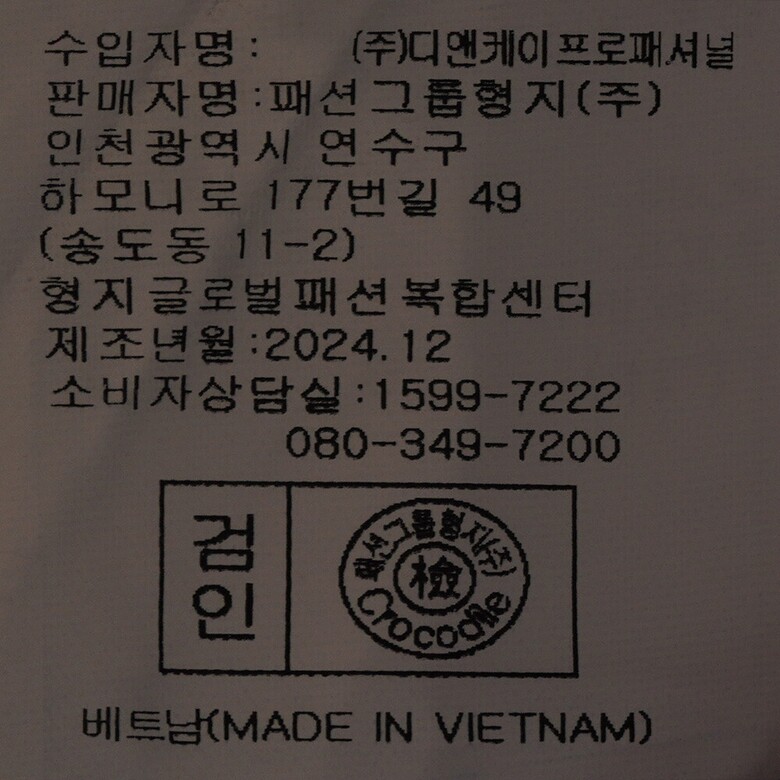 수입자명: (주)디앤케이프로패셔널
판매자명:패션그룹형지(주)
인천광역시 연수구
하모니로 177번길 49
(송도동 11-2)
형지글로벌패션복합센터
제조년월:2024.12
소비자상담실:1599-7222
080-349-7200
검인
패션그룹형지(주)
檢
Crocodile
베트남(MADE IN VIETNAM)